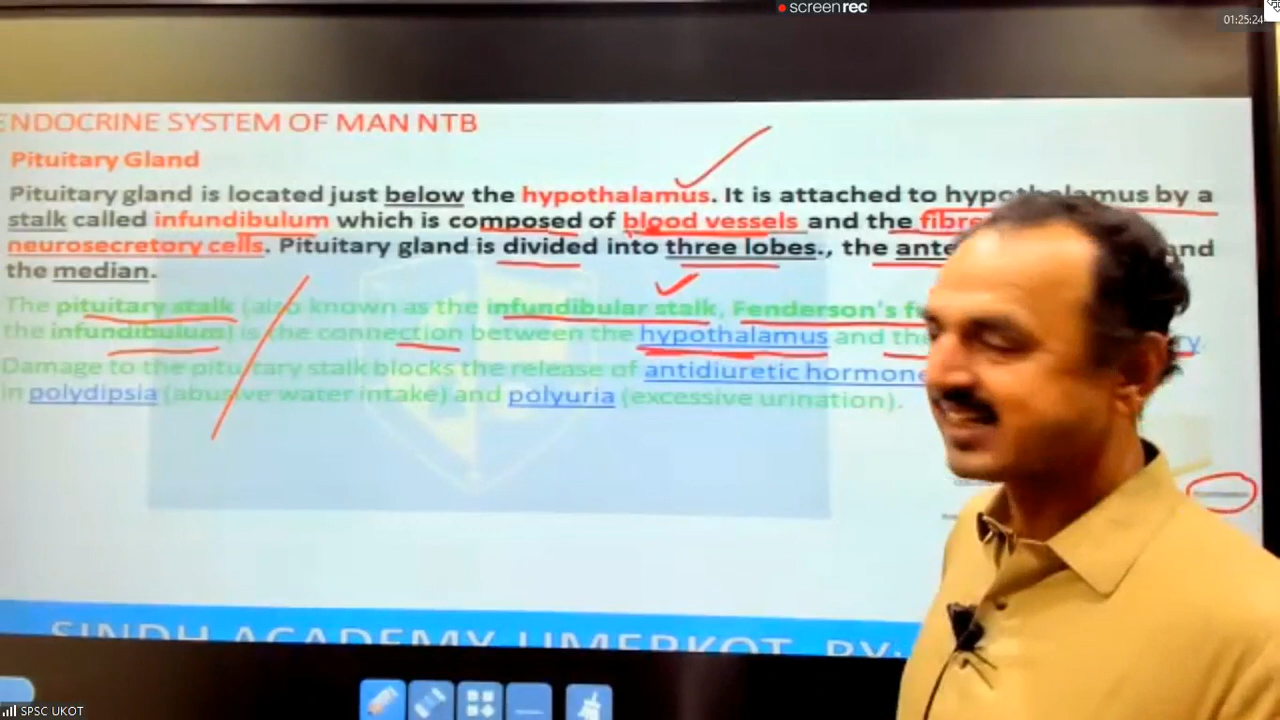 screenrec
01:25:24
ENDOCRINE SYSTEM OF MAN NTB
Pituitary Gland
Pituitary gland is located just below the hypothalamus. It is attached to hypothalamus by a
stalk called infundibulum which is composed of blood vessels and the fibre
neurosecretory cells. Pituitary gland is divided into three lobes., the ante and
the median.
The pituitary stalk (also known as the infundibular stalk, Fenderson's f
the infundibulum) is the connection between the hypothalamus and the ry.
Damage to the pituitary stalk blocks the release of antidiuretic hormone
in polydipsia (abusive water intake) and polyuria (excessive urination).
SINDH ACADEMY UMERKOT. BY:
SPSC UKOT